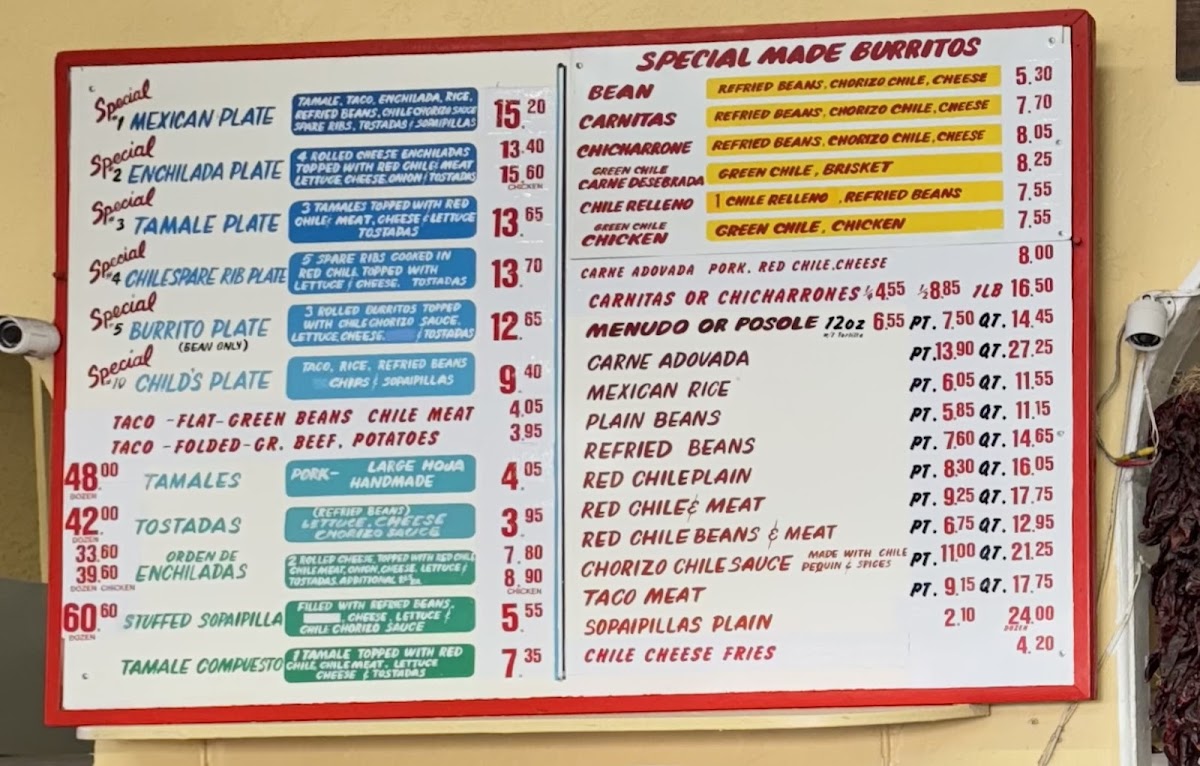 Special #1 MEXICAN PLATE
TAMALE, TACO, ENCHILADA, RICE,
REFRIED BEANS, CHILE CHORIZO SAUCE
SPARE RIBS, TOSTADAS & SOPAIPILLAS
15.20
Special #2 ENCHILADA PLATE
4 ROLLED CHEESE ENCHILADAS
TOPPED WITH RED CHILE & MEAT
LETTUCE CHEESE, ONION & TOSTADAS
13.40
15.60
CHICKEN
Special #3 TAMALE PLATE
3 TAMALES TOPPED WITH RED
CHILE & MEAT, CHEESE & LETTUCE
TOSTADAS
13.65
Special #4 CHILE SPARE RIB PLATE
5 SPARE RIBS COOKED IN
RED CHILE TOPPED WITH
LETTUCE & CHEESE. TOSTADAS
13.70
Special #5 BURRITO PLATE
(BEAN ONLY)
3 ROLLED BURRITOS TOPPED
WITH CHILE CHORIZO SAUCE,
LETTUCE, CHEESE & TOSTADAS
12.65
Special #10 CHILD'S PLATE
TACO, RICE, REFRIED BEANS
CHIPS & SOPAIPILLAS
9.40
TACO -FLAT-GREEN BEANS CHILE MEAT 4.05
TACO -FOLDED-GR. BEEF, POTATOES 3.95
48.00
DOZEN
TAMALES
PORK- LARGE HOJA
HANDMADE
4.05
42.00
DOZEN
TOSTADAS
(REFRIED BEANS)
LETTUCE, CHEESE
CHORIZO SAUCE
3.95
33.60
39.60
DOZEN CHICKEN
ORDEN DE
ENCHILADAS
2 ROLLED CHEESE, TOPPED WITH RED CHILE
CHILE MEAT, ONION, CHEESE, LETTUCE &
TOSTADAS, ADDITIONAL
7.80
8.90
CHICKEN
60.60
DOZEN
STUFFED SOPAIPILLA
FILLED WITH REFRIED BEANS,
CHEESE, LETTUCE &
CHILE CHORIZO SAUCE
5.55
TAMALE COMPUESTO
1 TAMALE TOPPED WITH RED
CHILE, CHILE MEAT, LETTUCE
CHEESE & TOSTADAS
7.35
SPECIAL MADE BURRITOS
BEAN REFRIED BEANS, CHORIZO CHILE, CHEESE 5.30
CARNITAS REFRIED BEANS, CHORIZO CHILE, CHEESE 7.70
CHICHARRONE REFRIED BEANS, CHORIZO CHILE, CHEESE 8.05
GREEN CHILE
CARNE DESEBRADA GREEN CHILE, BRISKET 8.25
CHILE RELLENO 1 CHILE RELLENO , REFRIED BEANS 7.55
GREEN CHILE
CHICKEN GREEN CHILE, CHICKEN 7.55
CARNE ADOVADA PORK, RED CHILE, CHEESE 8.00
CARNITAS OR CHICHARRONES ¼ 4.55 ½ 8.85 1LB 16.50
MENUDO OR POSOLE 12oz 6.55 PT. 7.50 QT. 14.45
CARNE ADOVADA PT. 13.90 QT. 27.25
MEXICAN RICE PT. 6.05 QT. 11.55
PLAIN BEANS PT. 5.85 QT. 11.15
REFRIED BEANS PT. 7.60 QT. 14.65
RED CHILE PLAIN PT. 8.30 QT. 16.05
RED CHILE & MEAT PT. 9.25 QT. 17.75
RED CHILE BEANS & MEAT PT. 6.75 QT. 12.95
CHORIZO CHILE SAUCE MADE WITH CHILE PEQUIN & SPICES PT. 11.00 QT. 21.25
TACO MEAT PT. 9.15 QT. 17.75
SOPAIPILLAS PLAIN 2.10 24.00
DOZEN
CHILE CHEESE FRIES 4.20